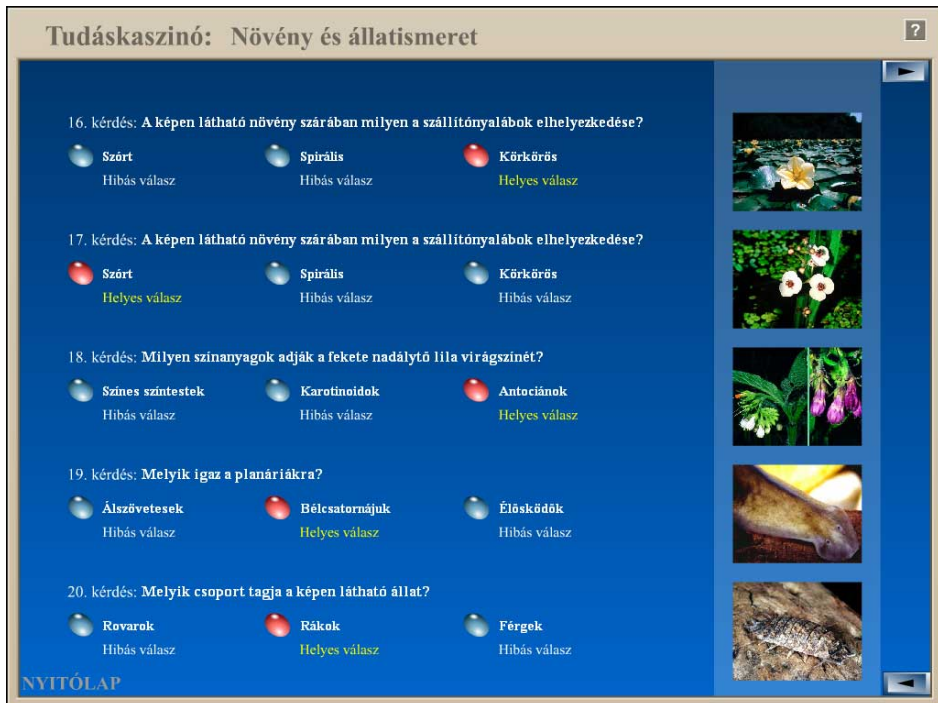 Tudáskaszinó: Növény és állatismeret
?
16. kérdés: A képen látható növény szárában milyen a szállítónyalábok elhelyezkedése?
Szórt Spirális Körkörös
Hibás válasz Hibás válasz Helyes válasz
17. kérdés: A képen látható növény szárában milyen a szállítónyalábok elhelyezkedése?
Szórt Spirális Körkörös
Helyes válasz Hibás válasz Hibás válasz
18. kérdés: Milyen színanyagok adják a fekete nadálytő lila virágszínét?
Színes színtestek Karotinoidok Antociánok
Hibás válasz Hibás válasz Helyes válasz
19. kérdés: Melyik igaz a planáriákra?
Álszövetesek Bélcsatornájuk Élősködők
Hibás válasz Helyes válasz Hibás válasz
20. kérdés: Melyik csoport tagja a képen látható állat?
Rovarok Rákok Férgek
Hibás válasz Helyes válasz Hibás válasz
NYITÓLAP